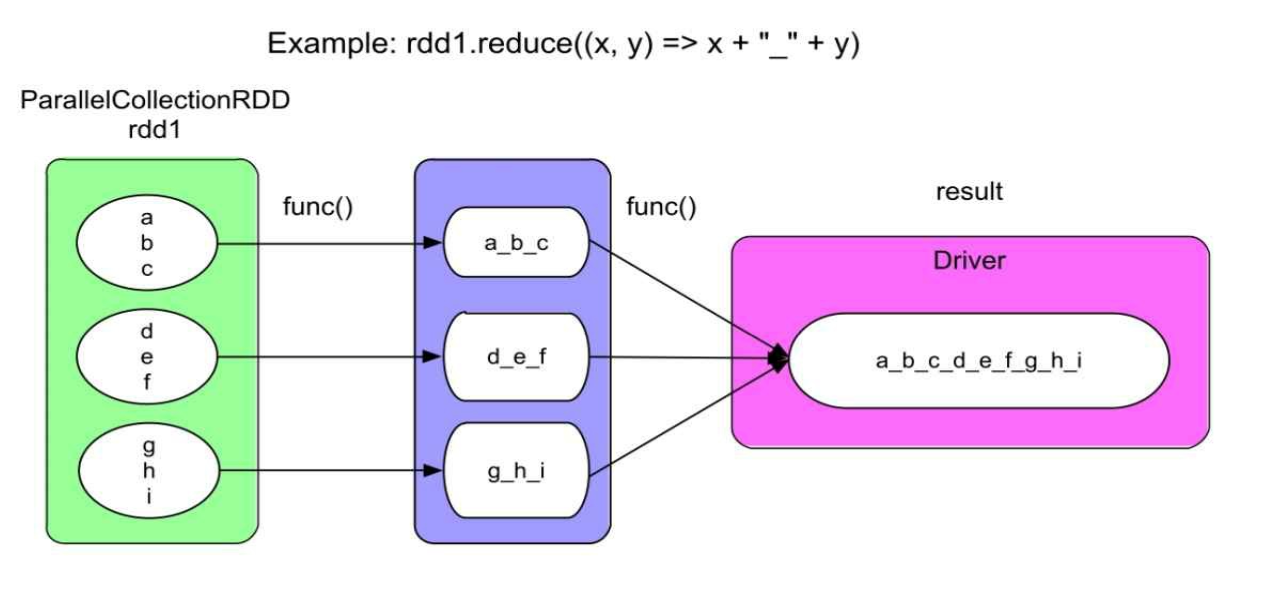 Example: rdd1.reduce((x, y) => x + "_" + y)
ParallelCollectionRDD
rdd1
func()
func()
result
a
b
c
a_b_c
Driver
d
e
f
d_e_f
a_b_c_d_e_f_g_h_i
g
h
i
g_h_i